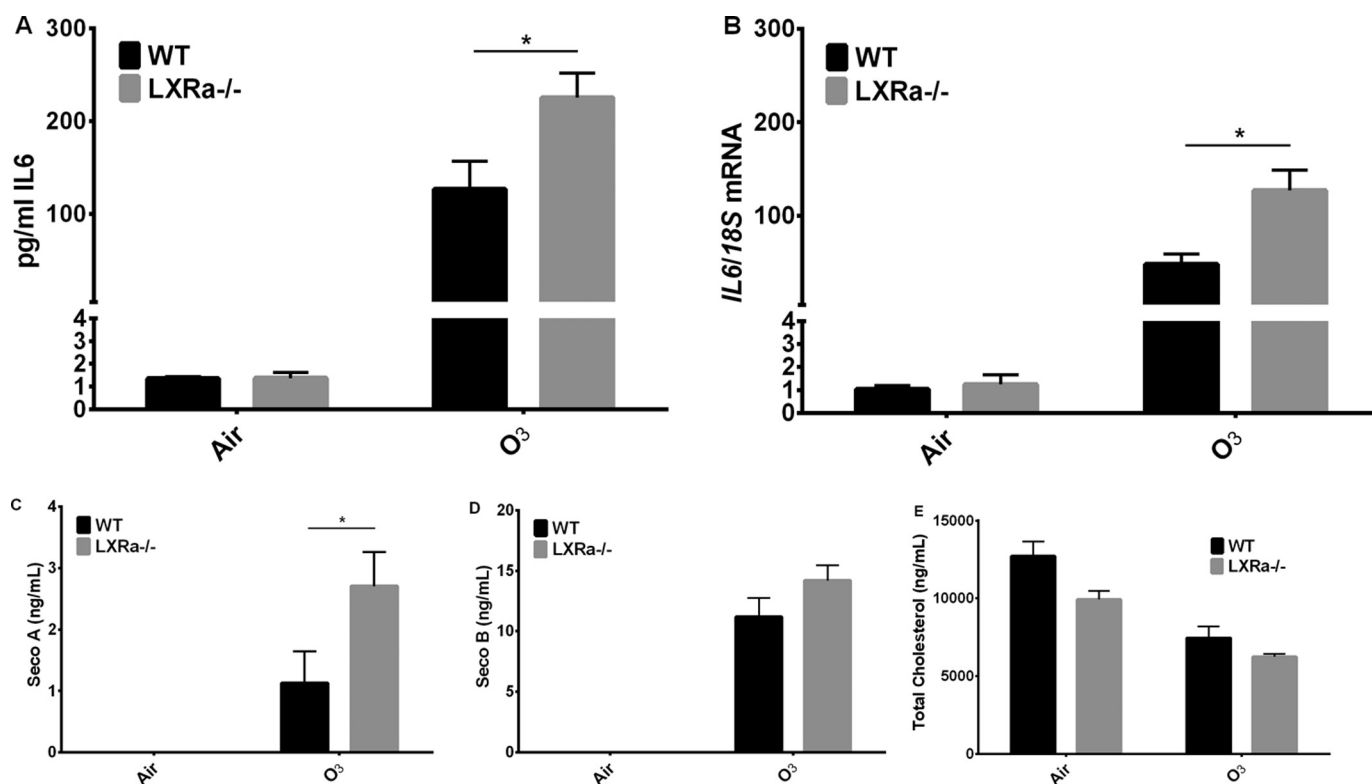 A
300
200
100
4
3
2
1
0
pg/ml IL6
WT
LXRa-/-
*
Air
O3
B
300
200
100
4
3
2
1
0
IL6/18S mRNA
WT
LXRa-/-
*
Air
O3
C
4
3
2
1
0
Seco A (ng/mL)
WT
LXRa-/-
*
Air
O3
D
20
15
10
5
0
Seco B (ng/mL)
WT
LXRa-/-
Air
O3
E
15000
10000
5000
0
Total Cholesterol (ng/mL)
WT
LXRa-/-
Air
O3